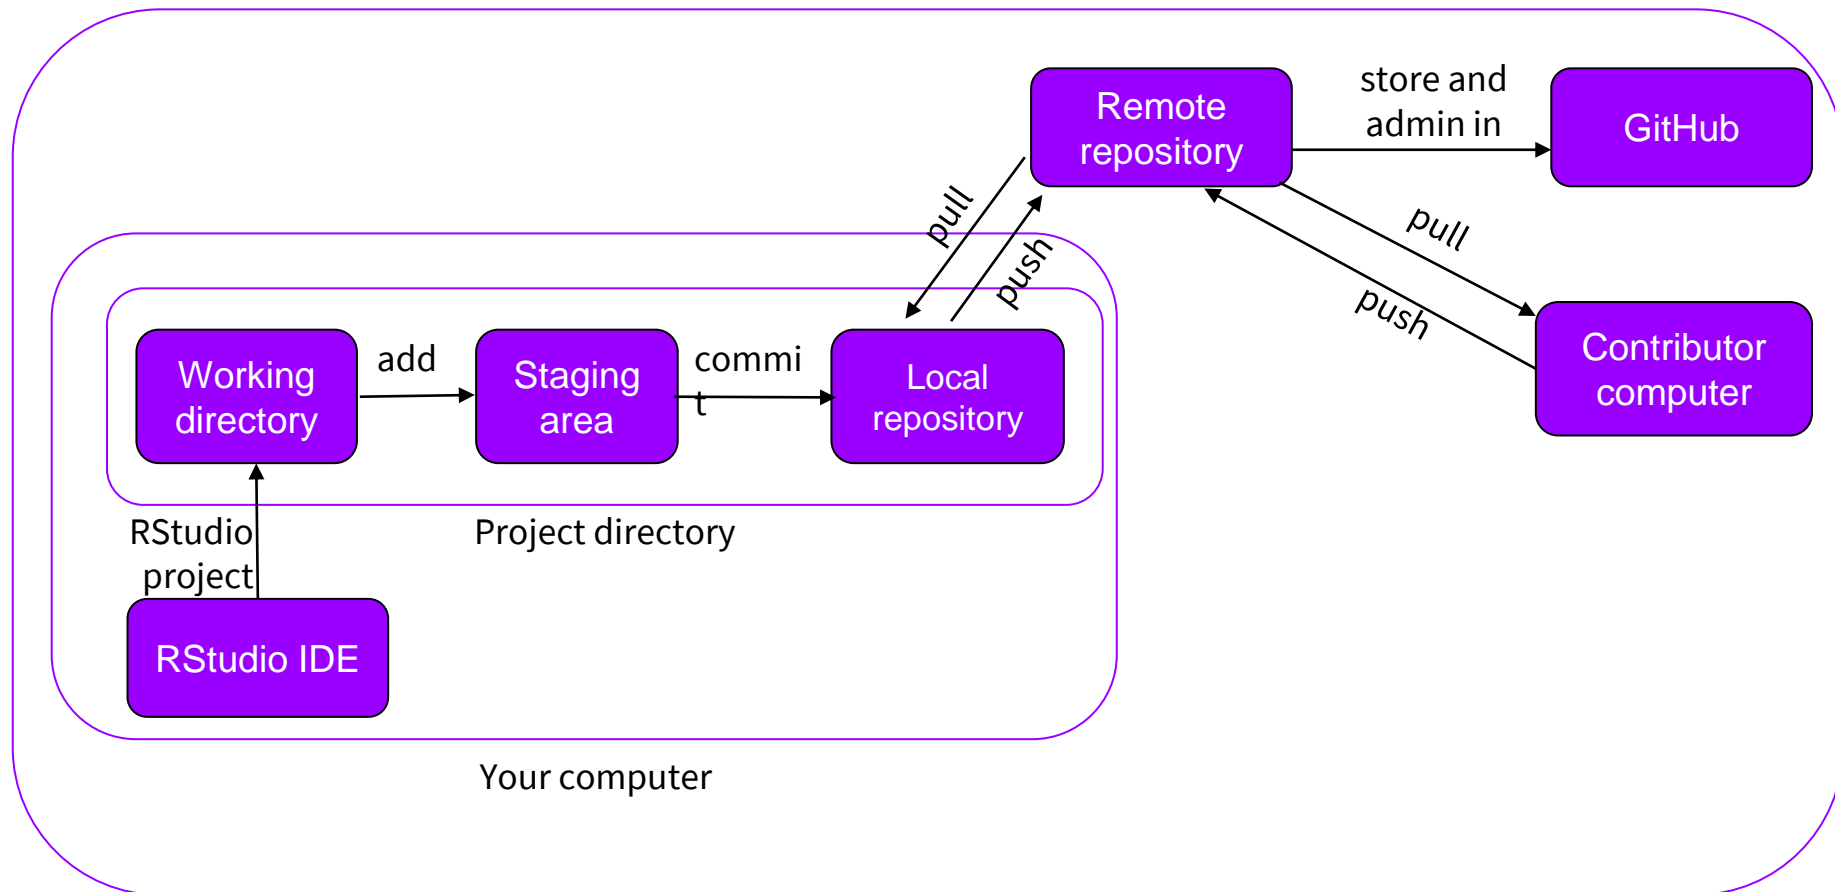 Remote
repository
store and
admin in
GitHub
pull
push
pull
push
Contributor
computer
Working
directory
add
Staging
area
commi
t
Local
repository
RStudio
project
Project directory
RStudio IDE
Your computer